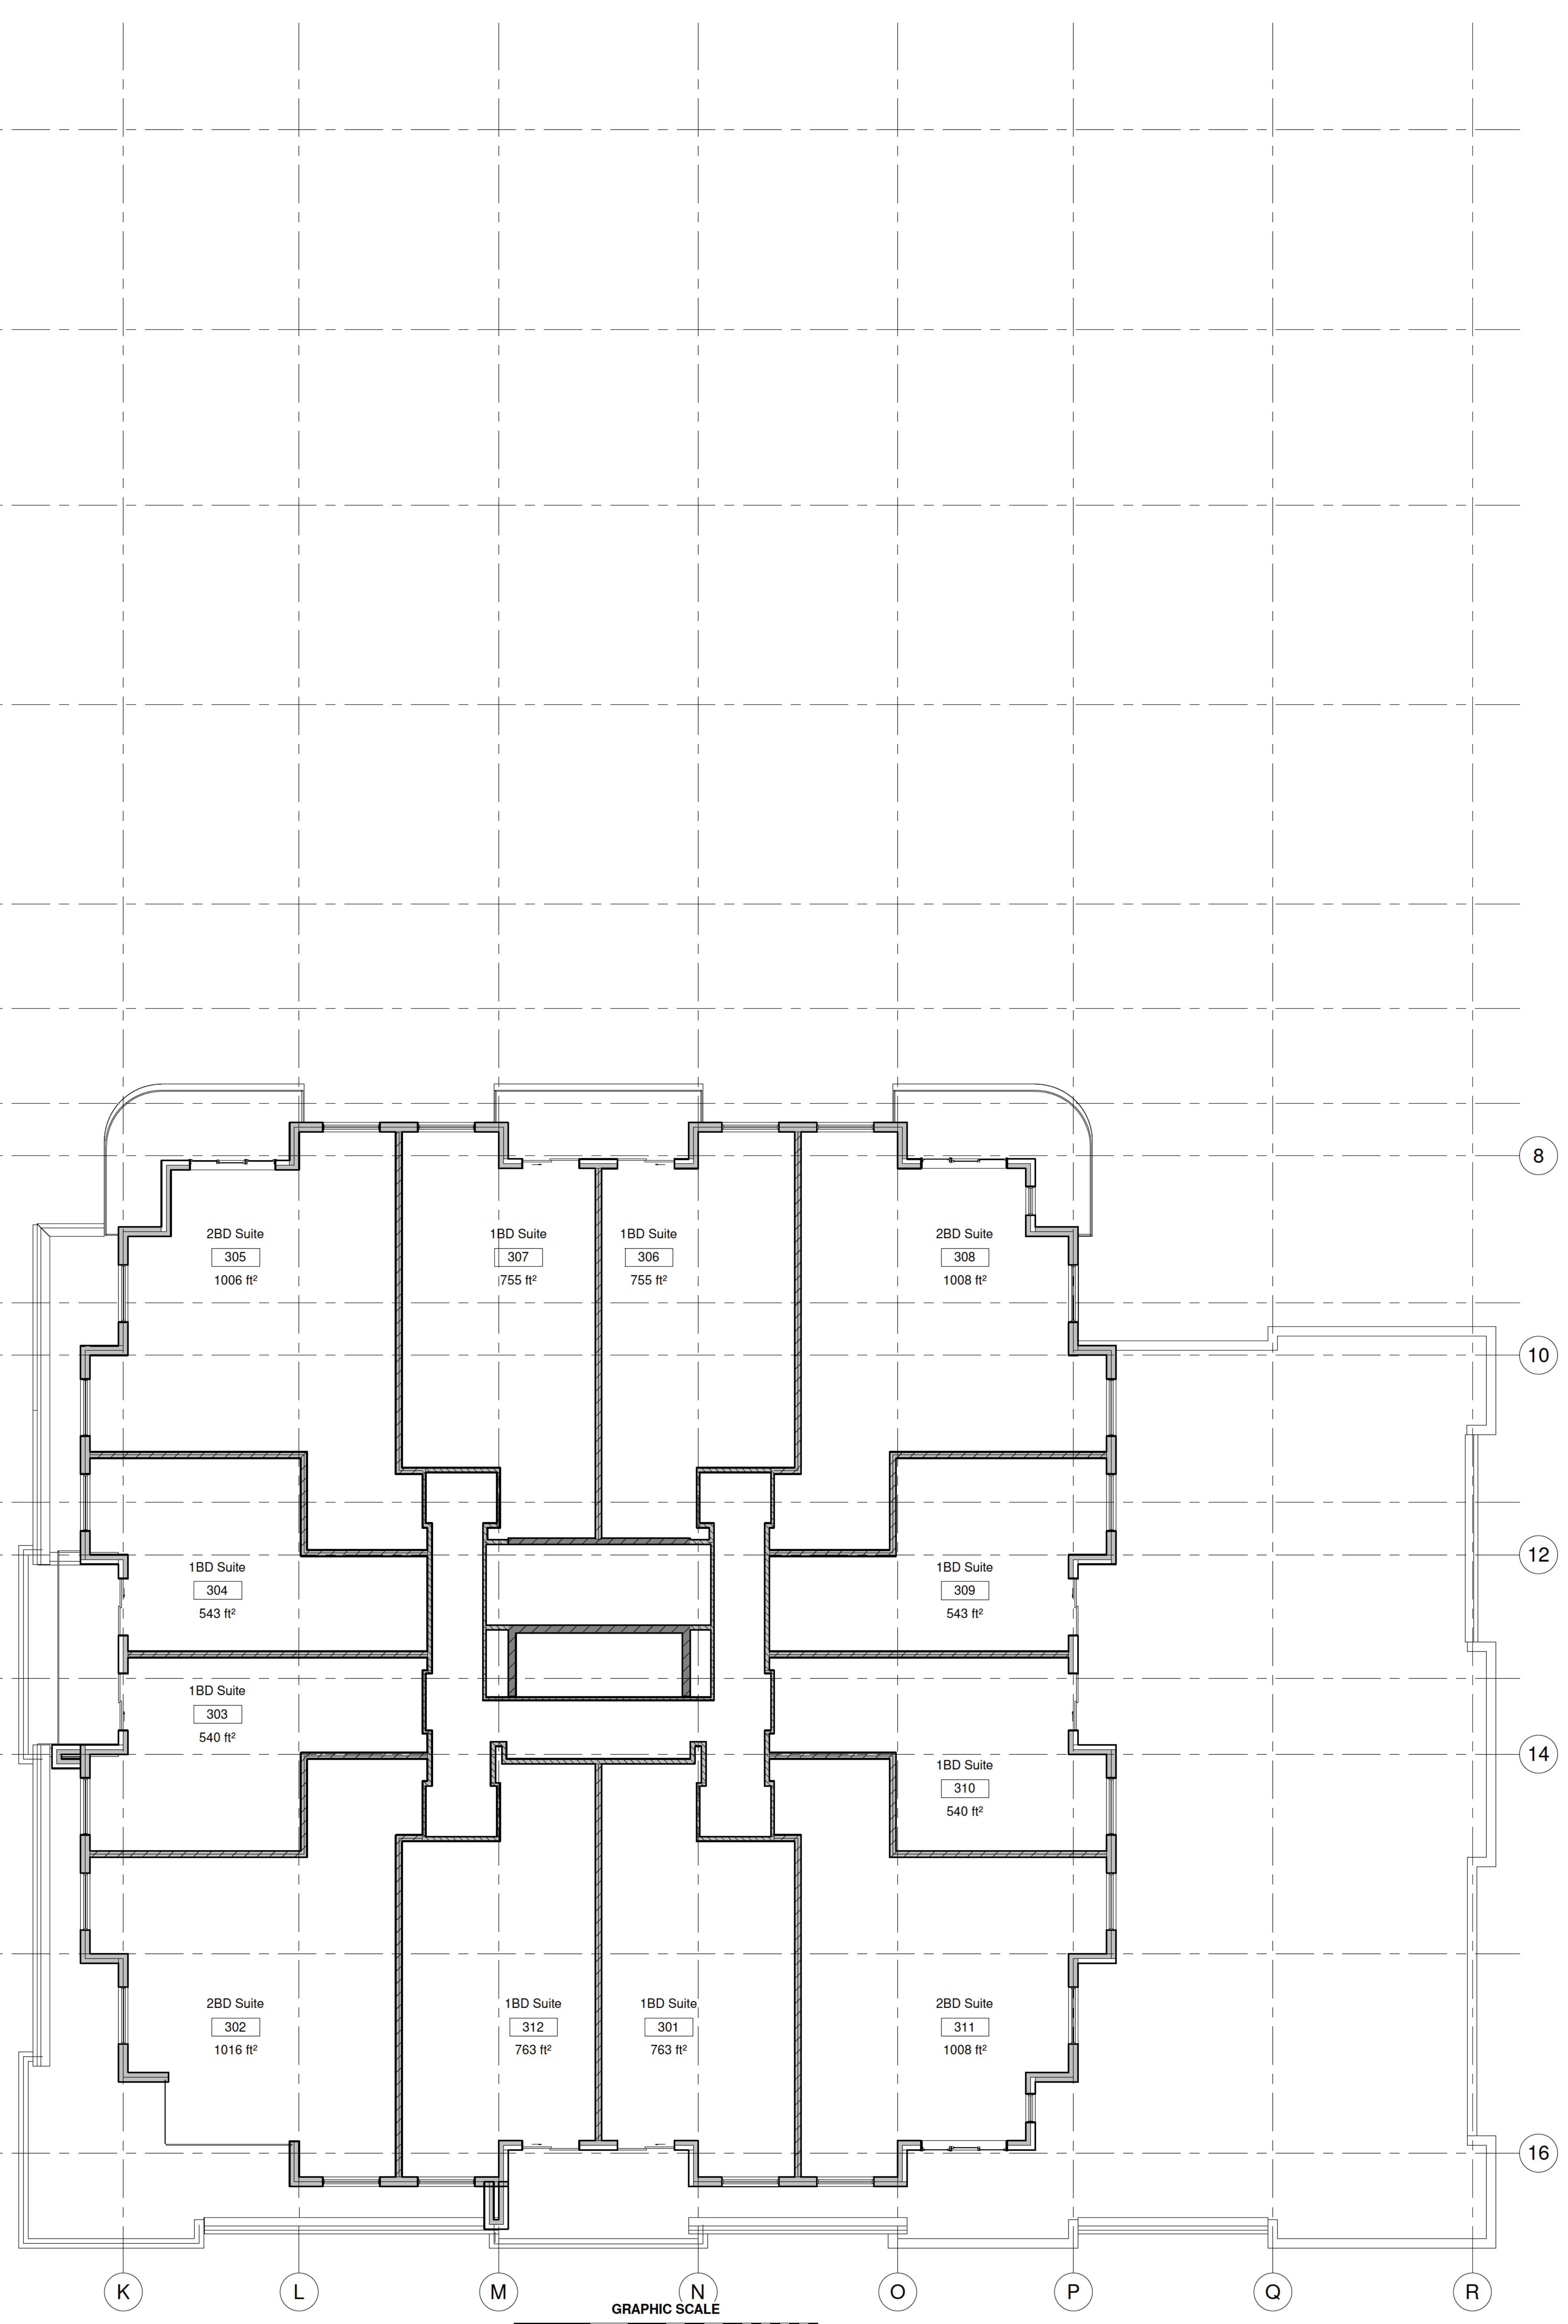 8
2BD Suite
305
1006 ft²
1BD Suite
307
755 ft²
1BD Suite
306
755 ft²
2BD Suite
308
1008 ft²
10
12
1BD Suite
304
543 ft²
1BD Suite
309
543 ft²
1BD Suite
303
540 ft²
14
1BD Suite
310
540 ft²
2BD Suite
302
1016 ft²
1BD Suite
312
763 ft²
1BD Suite
301
763 ft²
2BD Suite
311
1008 ft²
16
K L M N O P Q R
GRAPHIC SCALE